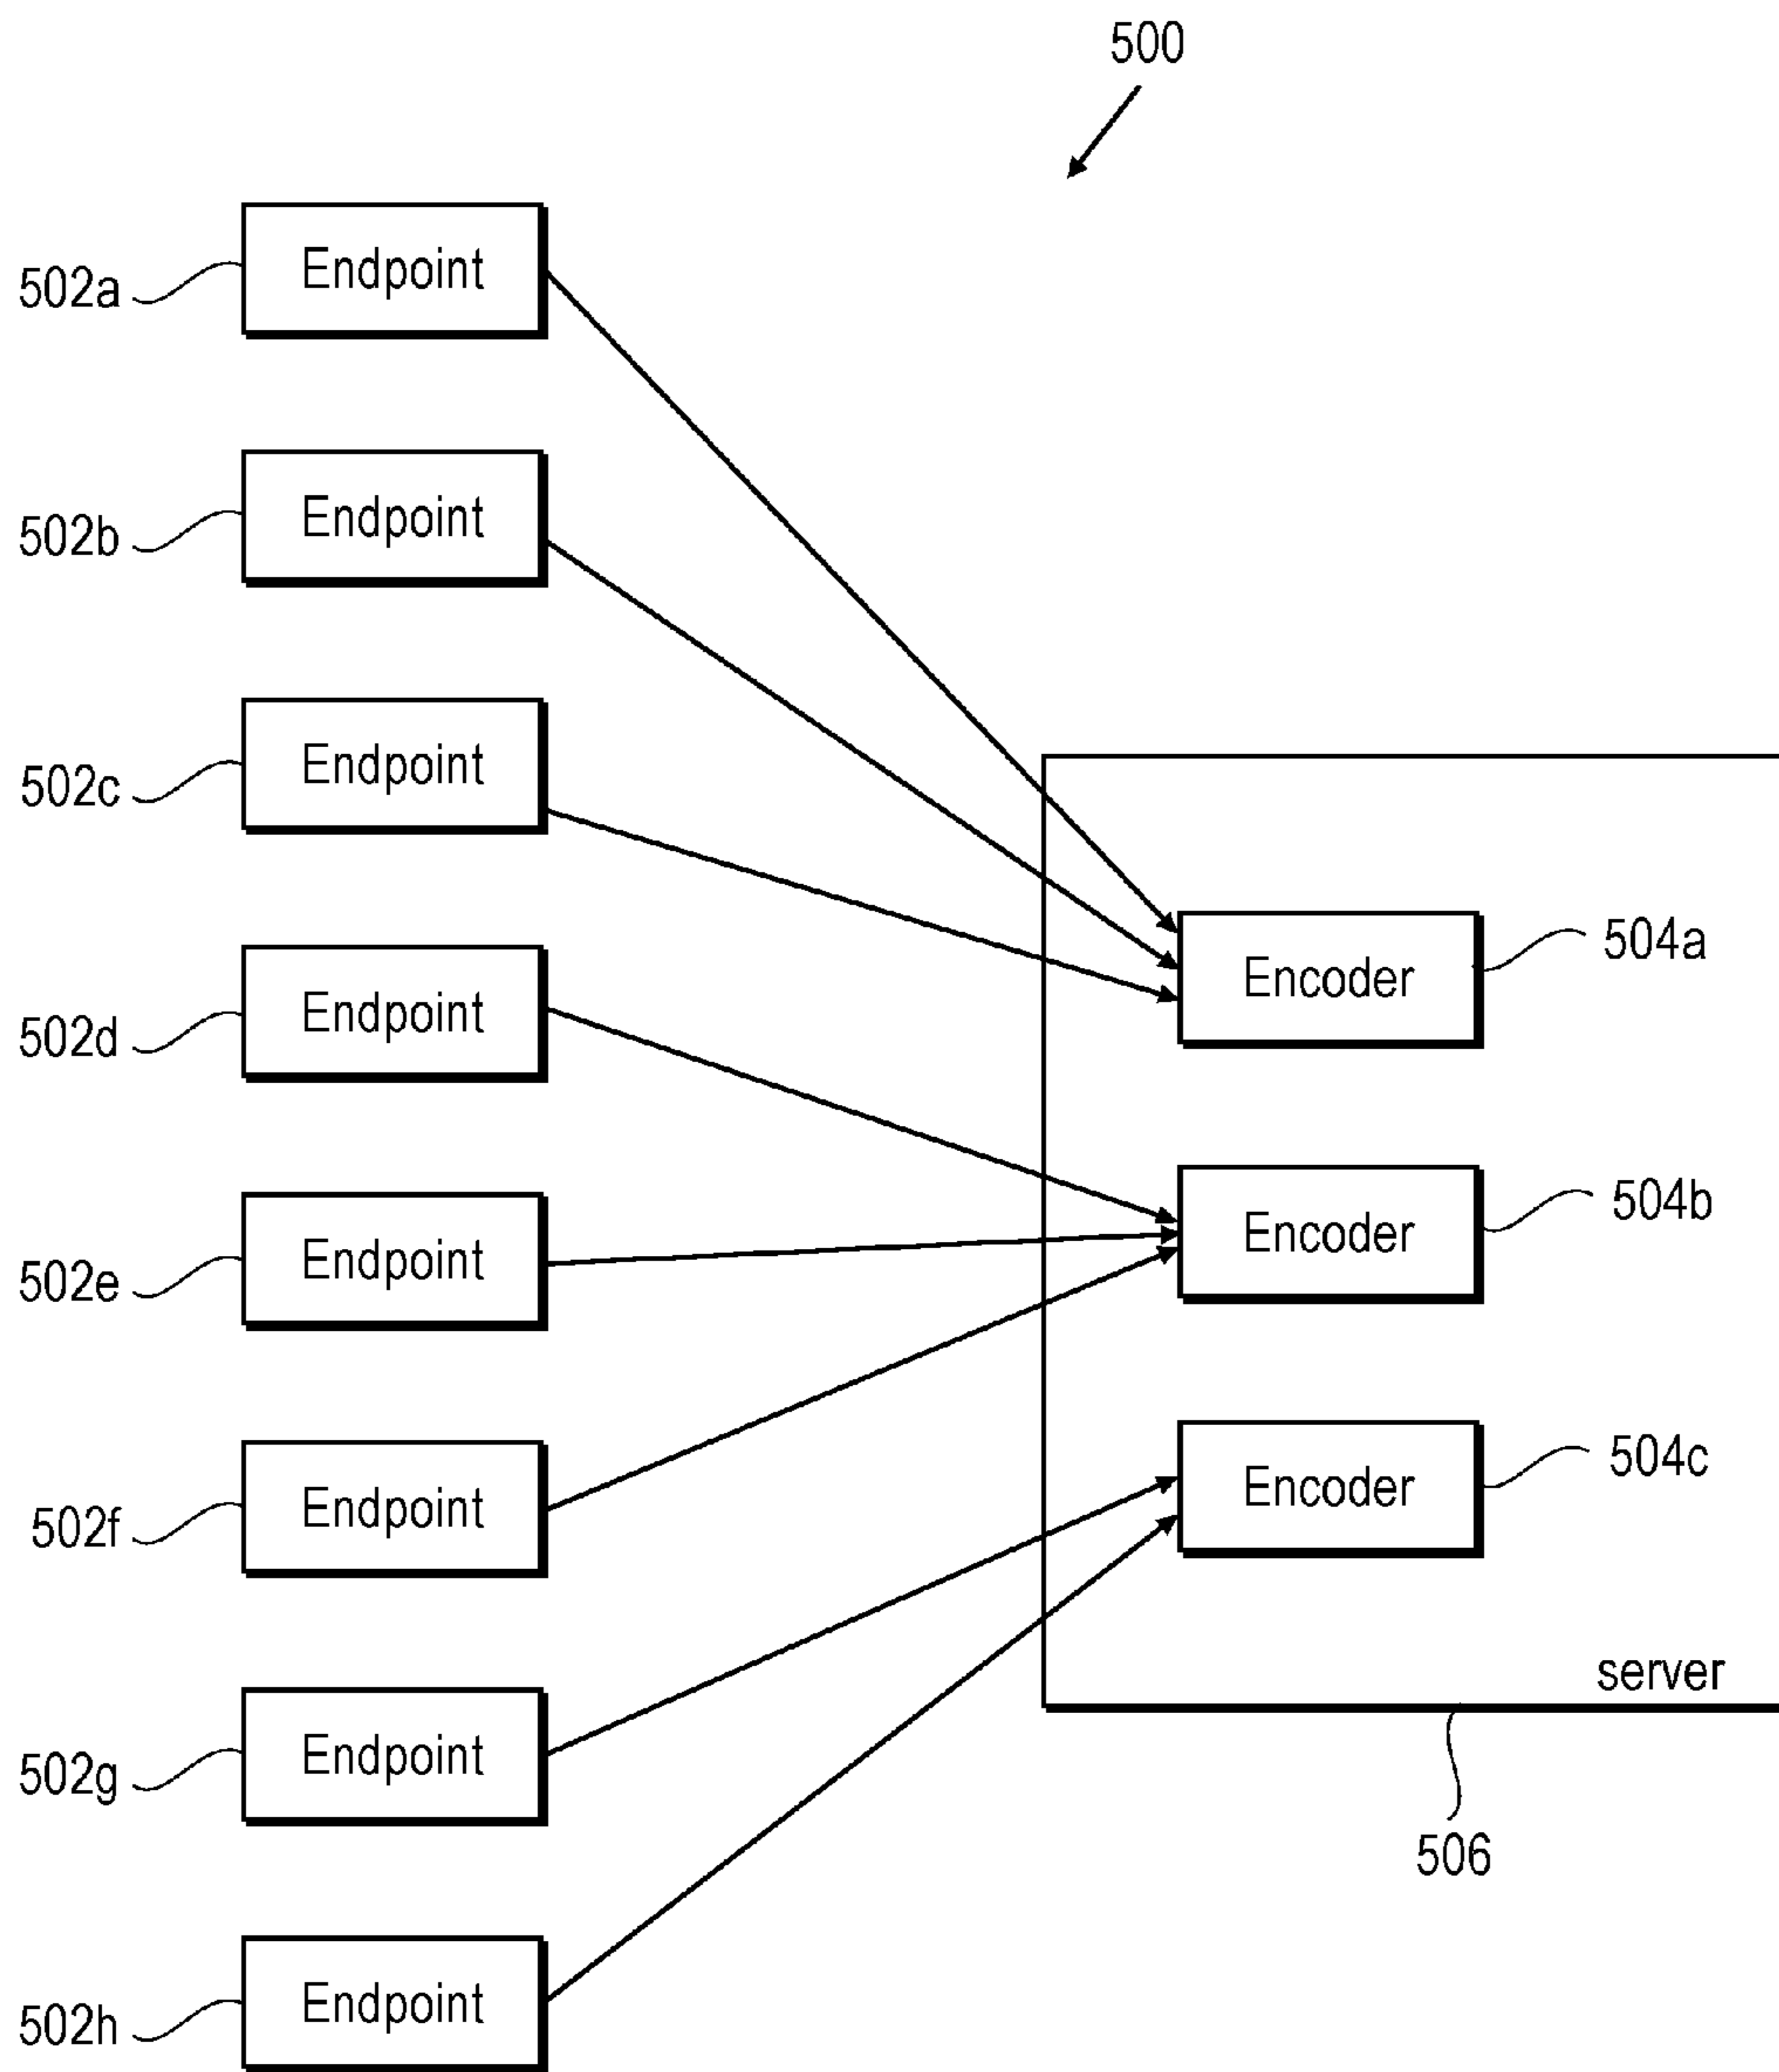 500
502a Endpoint
502b Endpoint
502c Endpoint
Encoder 504a
502d Endpoint
Encoder 504b
502e Endpoint
Encoder 504c
502f Endpoint
server
502g Endpoint
506
502h Endpoint